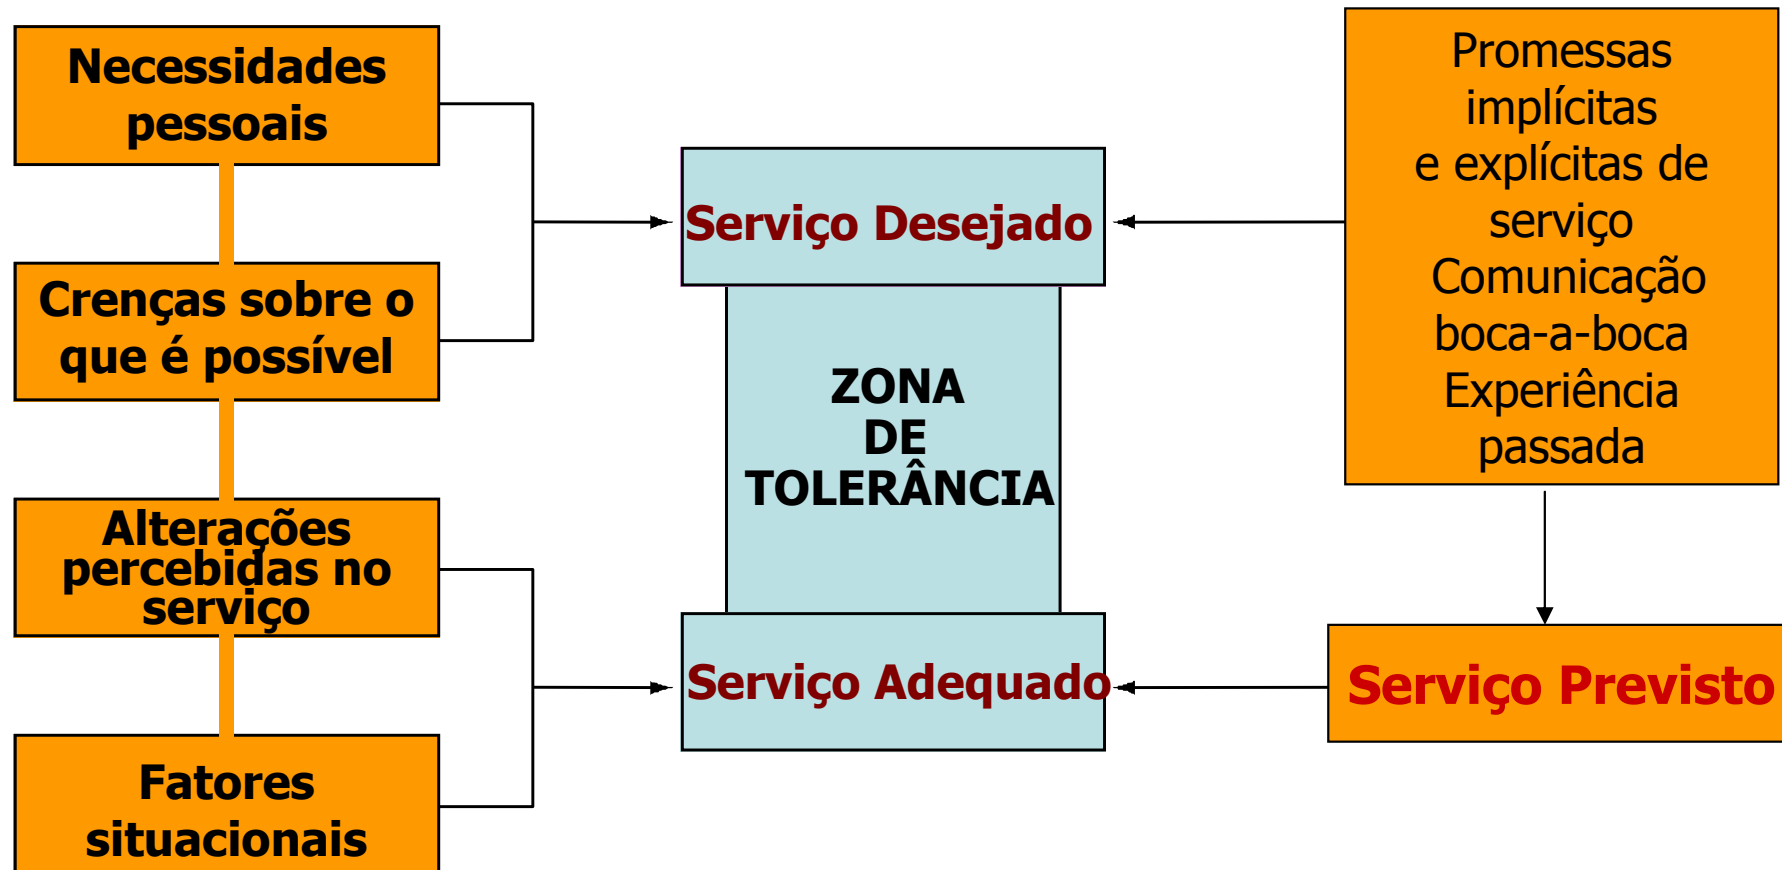 Necessidades
pessoais
Crenças sobre o
que é possível
Alterações
percebidas no
serviço
Fatores
situacionais
Serviço Desejado
ZONA
DE
TOLERÂNCIA
Serviço Adequado
Promessas
implícitas
e explícitas de
serviço
Comunicação
boca-a-boca
Experiência
passada
Serviço Previsto